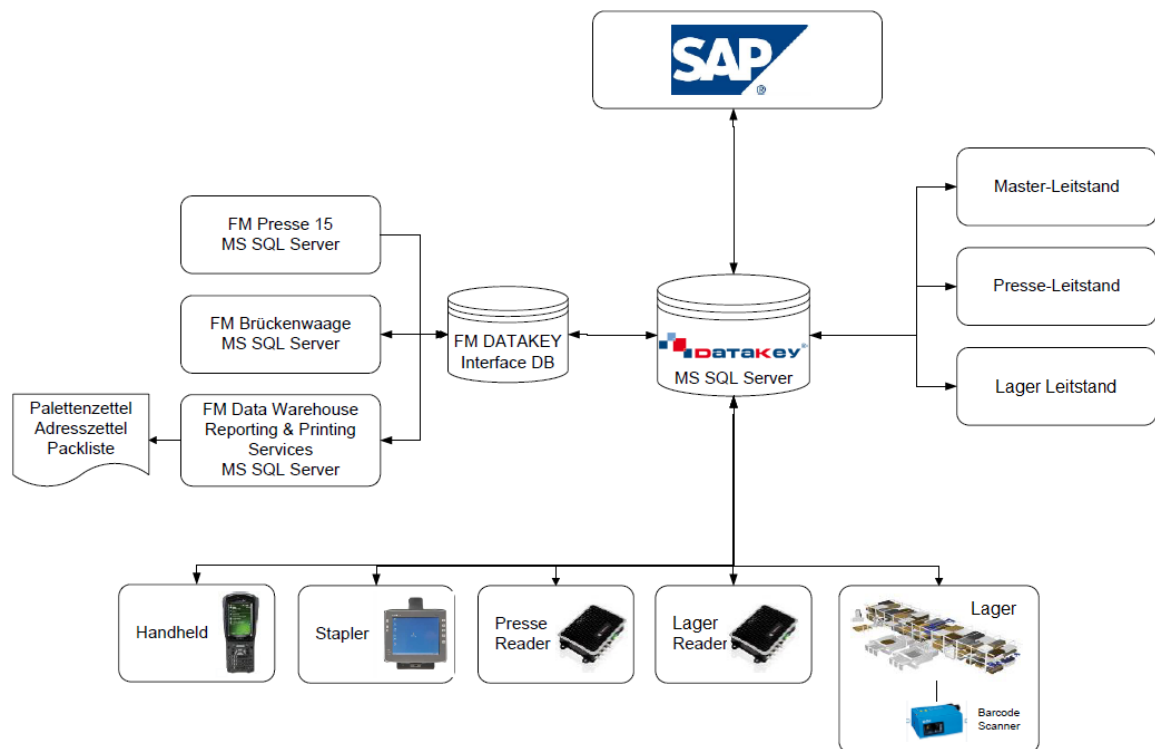 SAP
®
Master-Leitstand
FM Presse 15
MS SQL Server
Presse-Leitstand
FM Brückenwaage
MS SQL Server
FM DATAKEY
Interface DB
DATAKEY®
MS SQL Server
Lager Leitstand
Palettenzettel
Adresszettel
Packliste
FM Data Warehouse
Reporting & Printing
Services
MS SQL Server
Handheld
Stapler
Presse
Reader
Lager
Reader
Lager
Barcode
Scanner